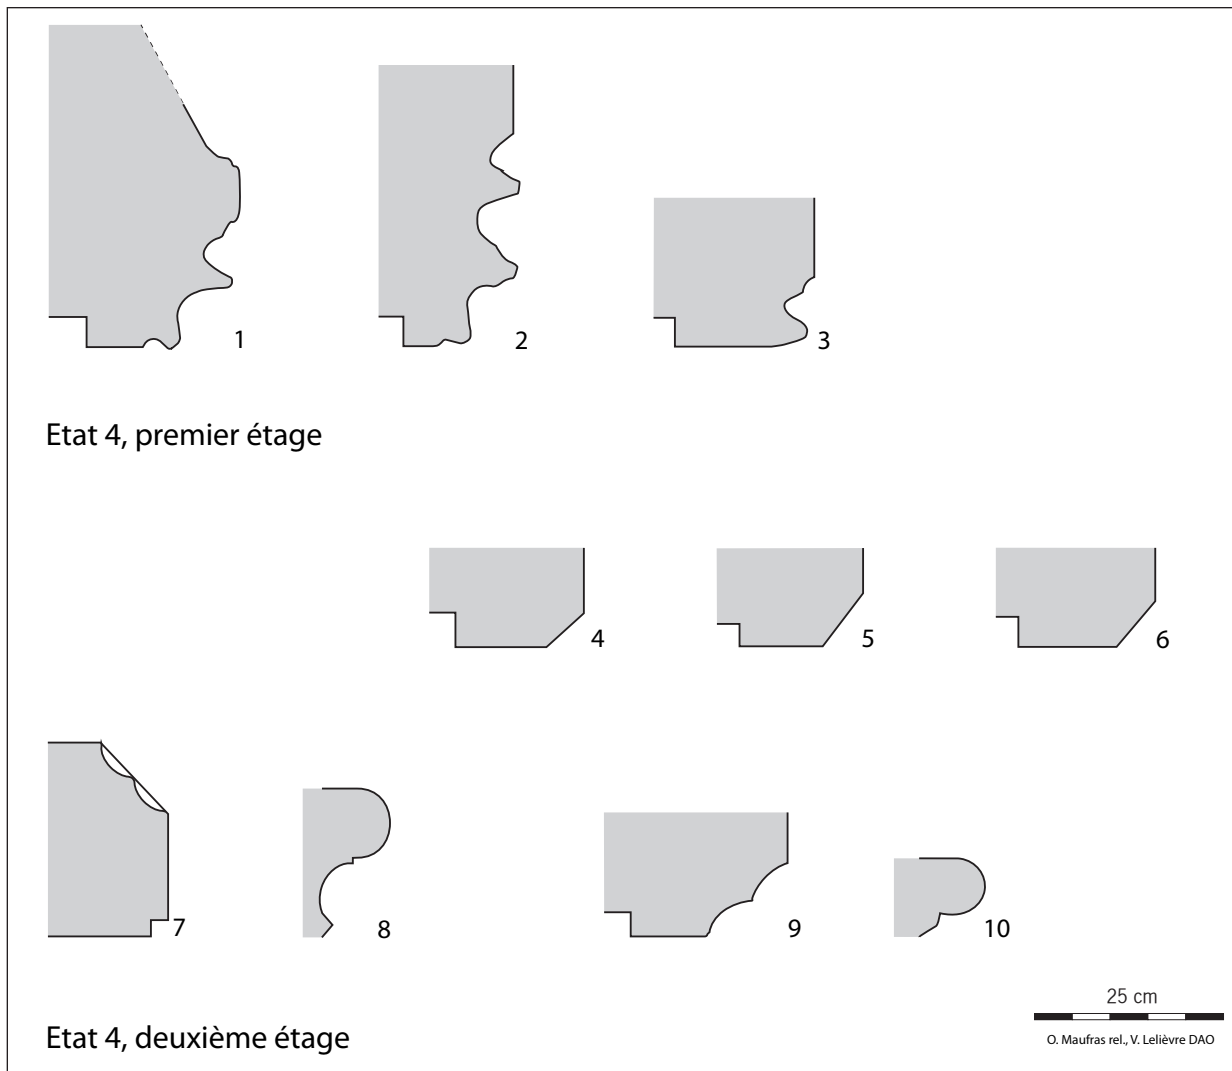 1
2
3
Etat 4, premier étage
4
5
6
7
8
9
10
25 cm
Etat 4, deuxième étage
O. Maufras rel., V. Lelièvre DAO